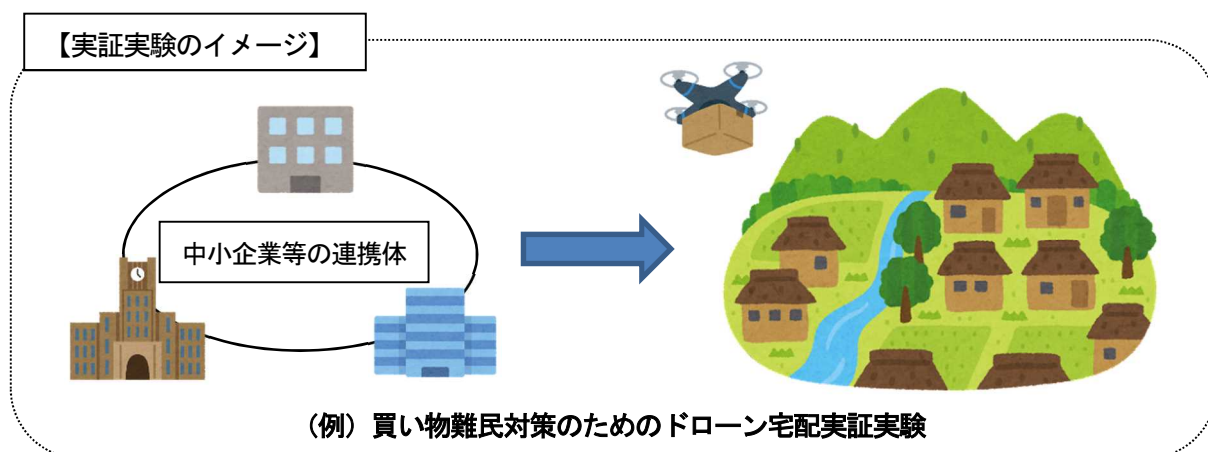 【実証実験のイメージ】
中小企業等の連携体
（例）買い物難民対策のためのドローン宅配実証実験